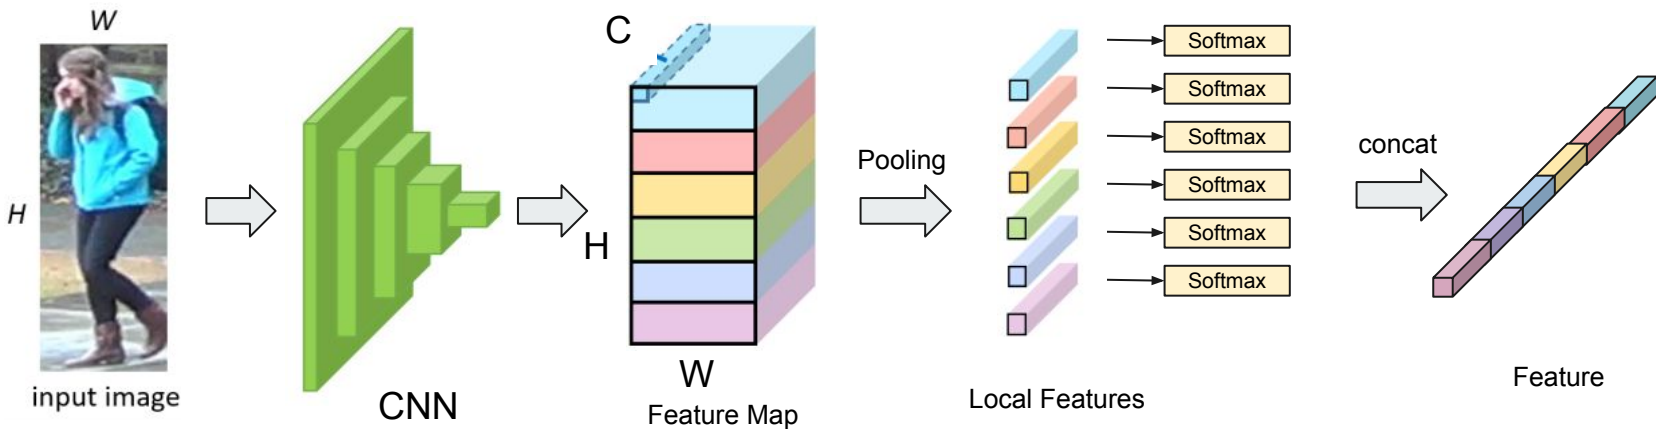 W
H
input image
CNN
C
H
W
Feature Map
Pooling
Local Features
Softmax
Softmax
Softmax
Softmax
Softmax
Softmax
concat
Feature